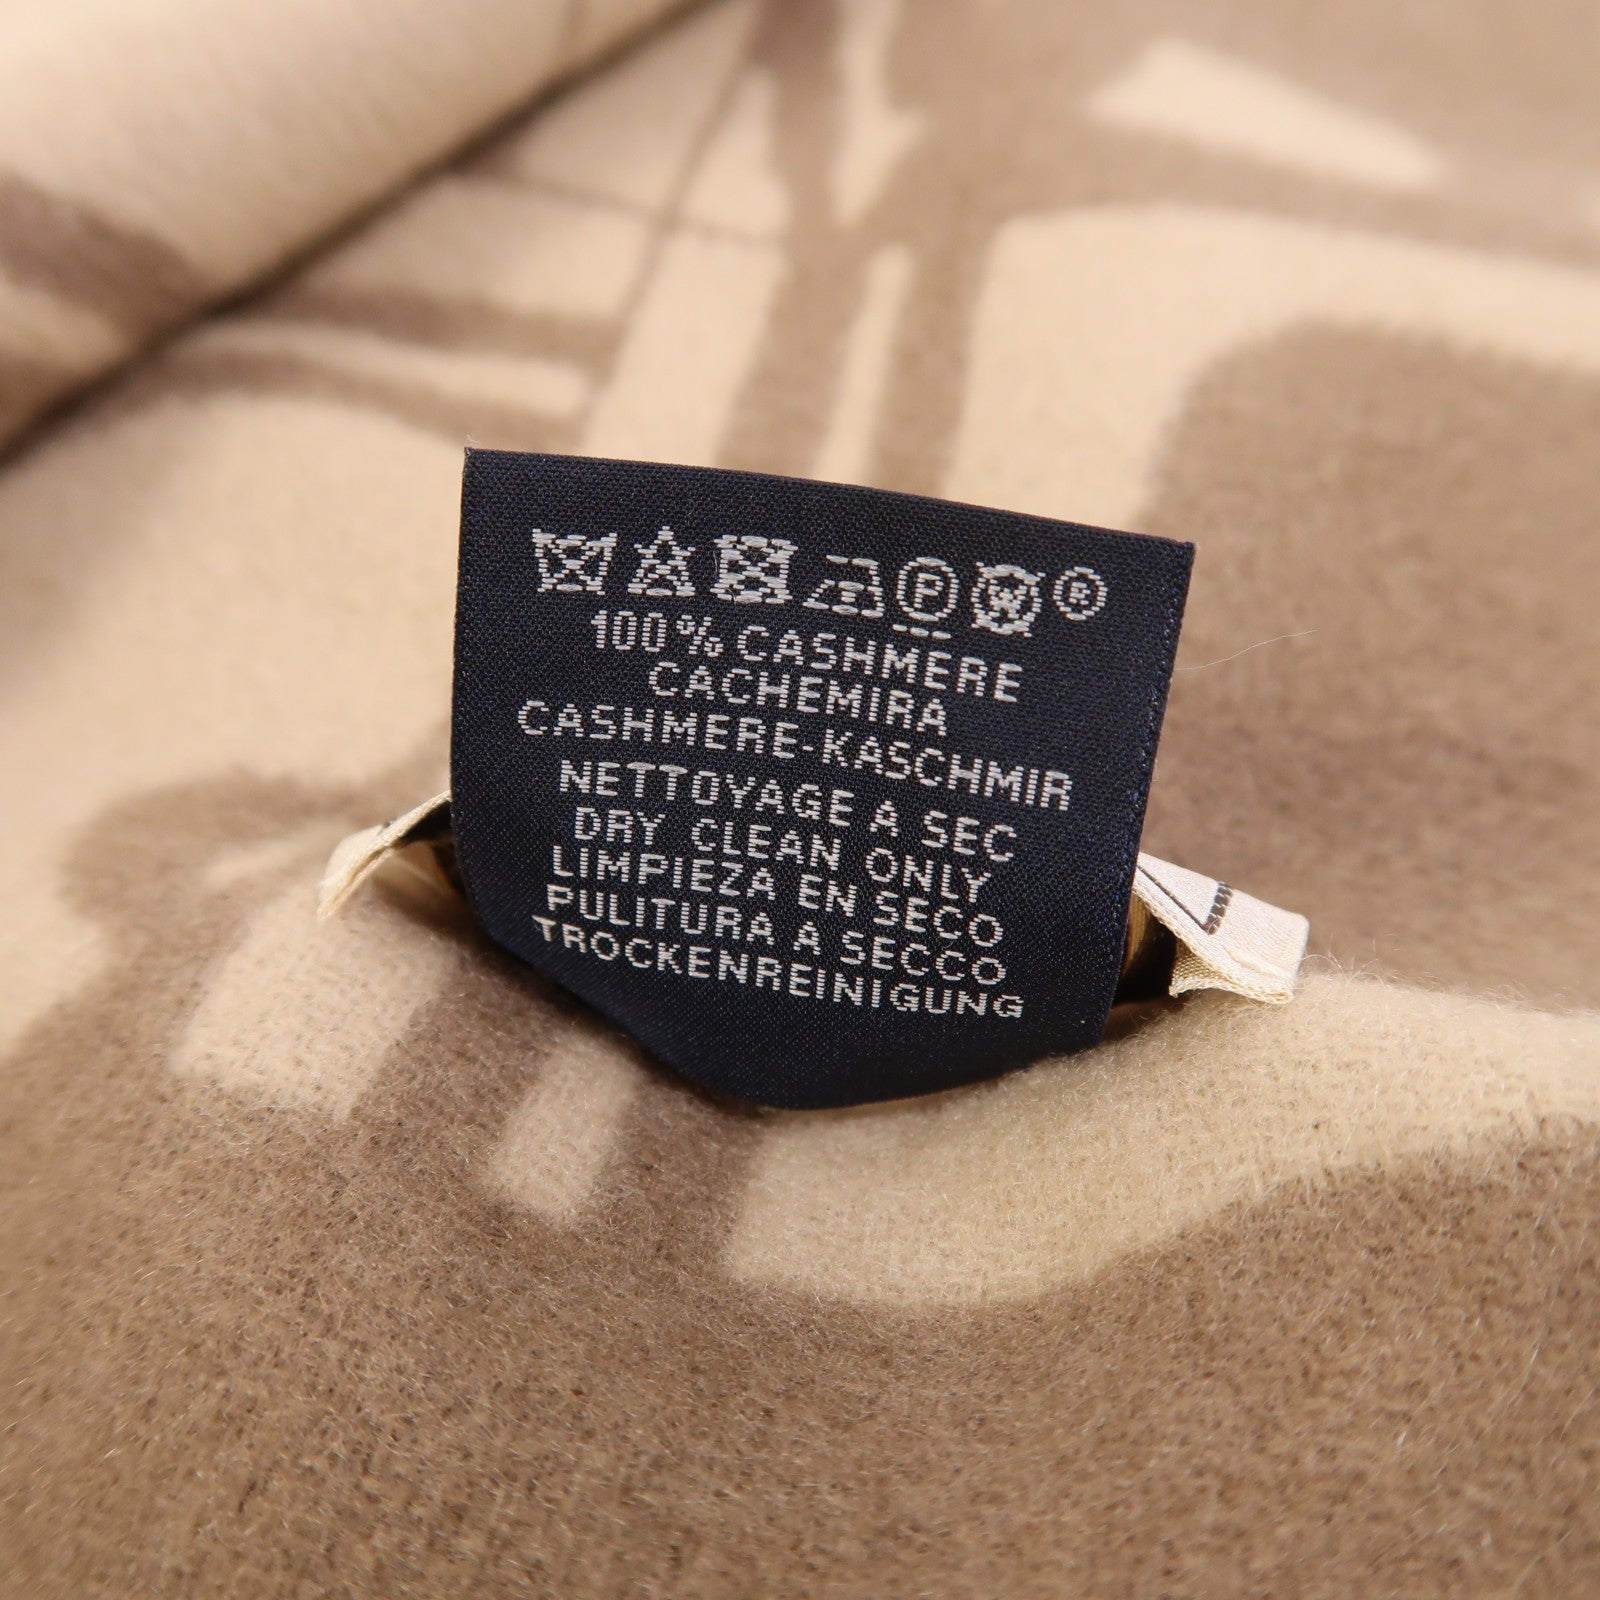 P W ®
100% CASHMERE
CACHEMIRA
CASHMERE-KASCHMIR
NETTOYAGE A SEC
DRY CLEAN ONLY
LIMPIEZA EN SECO
PULITURA A SECCO
TROCKENREINIGUNG